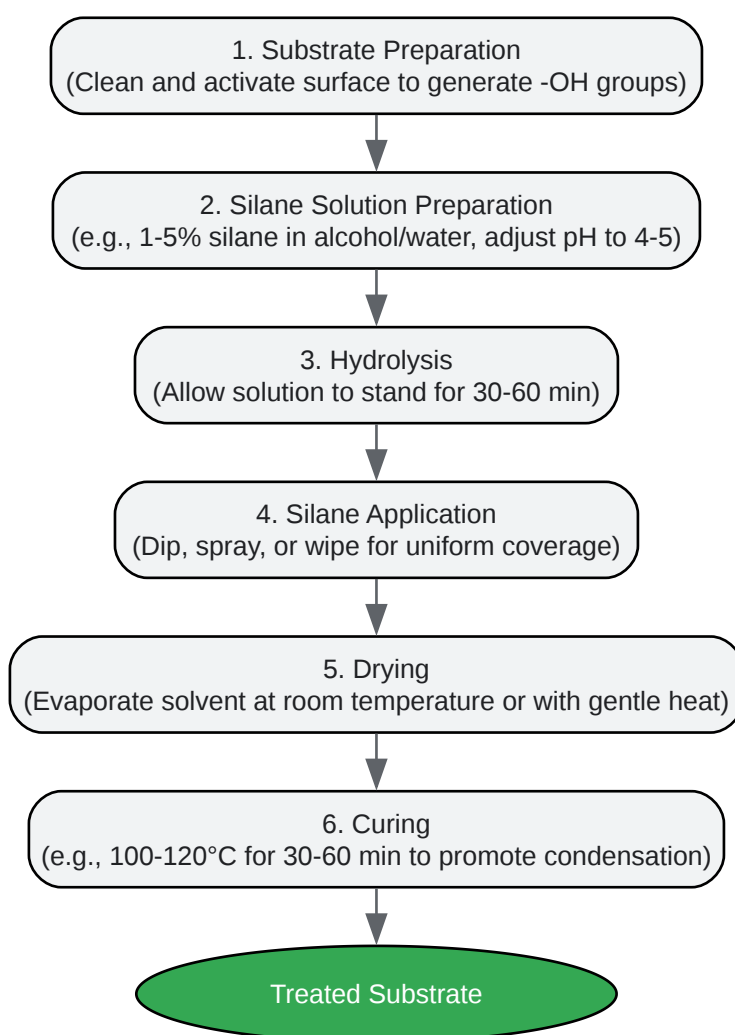 1. Substrate Preparation
(Clean and activate surface to generate -OH groups)
2. Silane Solution Preparation
(e.g., 1-5% silane in alcohol/water, adjust pH to 4-5)
3. Hydrolysis
(Allow solution to stand for 30-60 min)
4. Silane Application
(Dip, spray, or wipe for uniform coverage)
5. Drying
(Evaporate solvent at room temperature or with gentle heat)
6. Curing
(e.g., 100-120°C for 30-60 min to promote condensation)
Treated Substrate